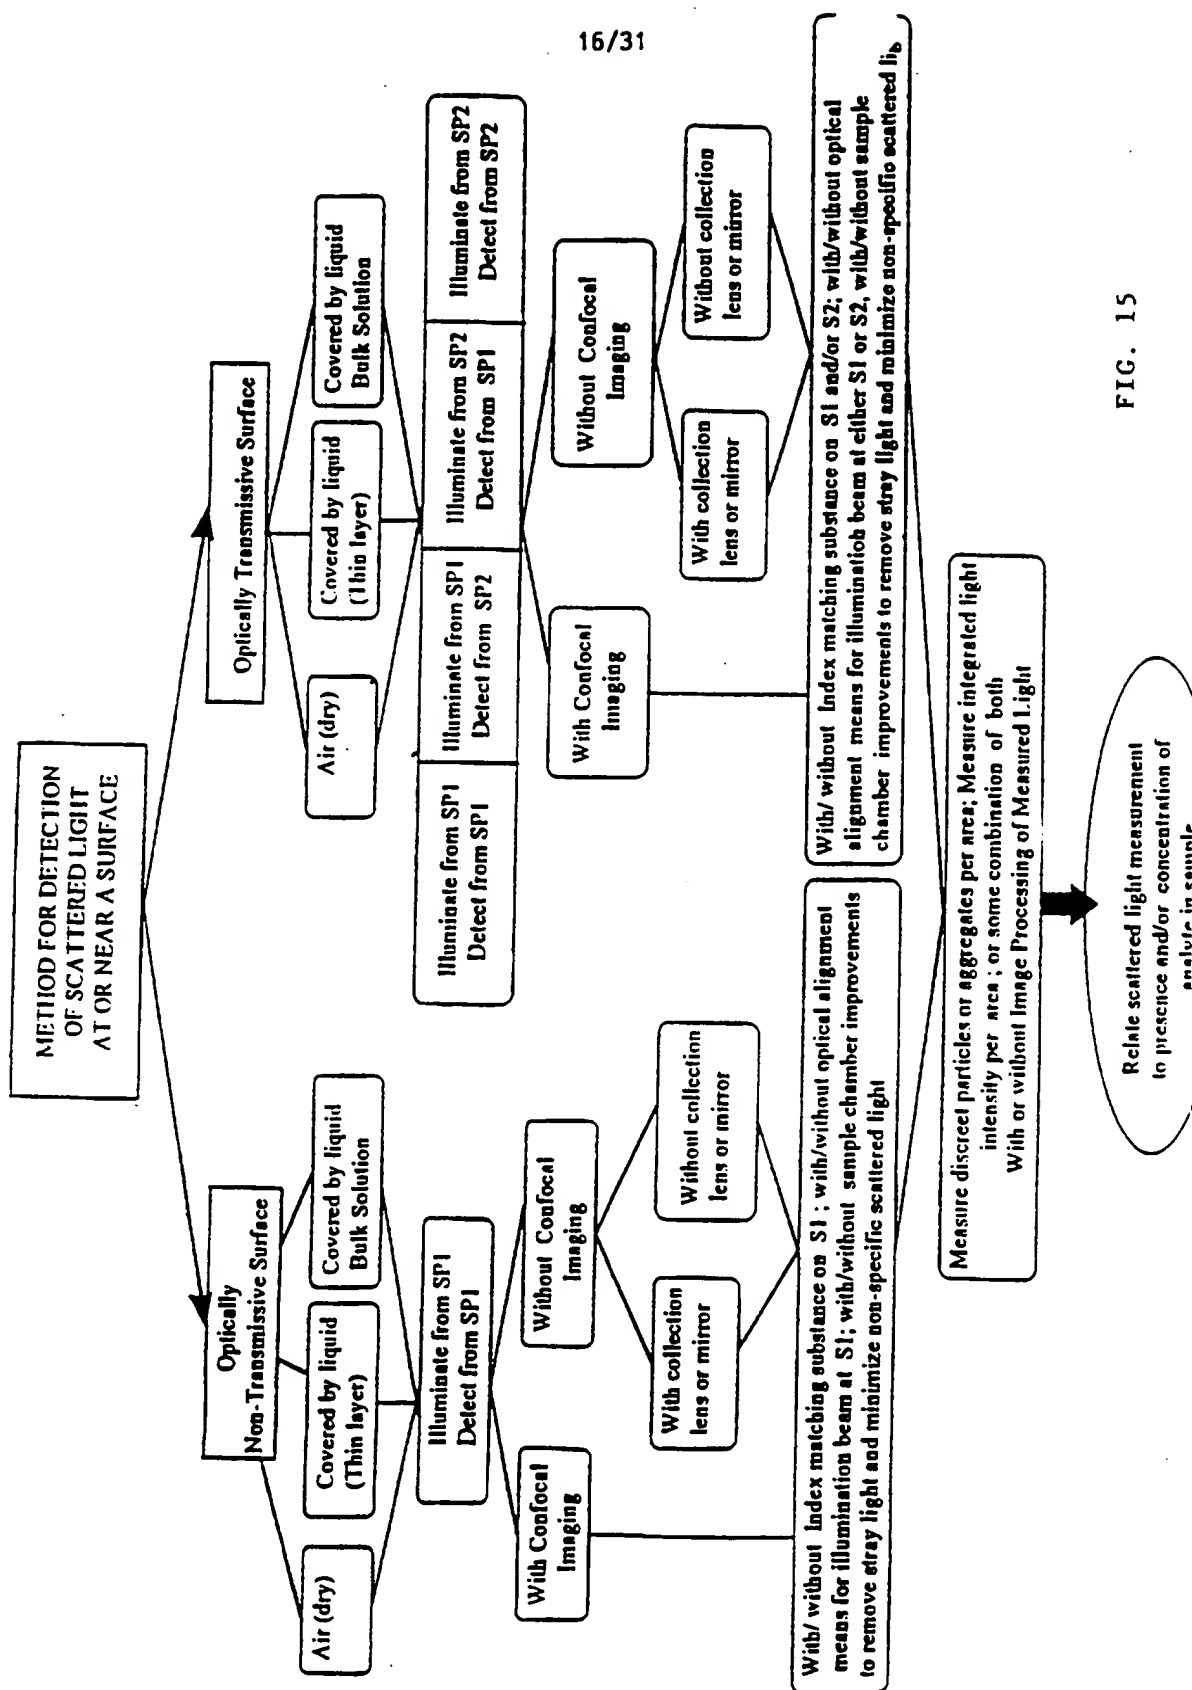 16/31
METHOD FOR DETECTION
OF SCATTERED LIGHT
AT OR NEAR A SURFACE
Optically
Non-Transmissive Surface
Optically Transmissive Surface
Air (dry)
Covered by liquid
(Thin layer)
Covered by liquid
Bulk Solution
Air (dry)
Covered by liquid
(Thin layer)
Covered by liquid
Bulk Solution
Illuminate from SP1
Detect from SP1
Illuminate from SP1
Detect from SP1
Illuminate from SP1
Detect from SP2
Illuminate from SP2
Detect from SP1
Illuminate from SP2
Detect from SP2
With Confocal
Imaging
Without Confocal
Imaging
With Confocal
Imaging
Without Confocal
Imaging
With collection
lens or mirror
Without collection
lens or mirror
With collection
lens or mirror
Without collection
lens or mirror
With/ without Index matching substance on S1 ; with/without optical alignment
means for illumination beam at S1; with/without sample chamber improvements
to remove stray light and minimize non-specific scattered light
With/ without Index matching substance on S1 and/or S2; with/without optical
alignment means for illumination beam at either S1 or S2, with/without sample
chamber improvements to remove stray light and minimize non-specific scattered
Measure discreet particles or aggregates per area; Measure integrated light
intensity per area ; or some combination of both
With or without Image Processing of Measured Light
Relate scattered light measurement
to presence and/or concentration of
analyte in sample
FIG. 15